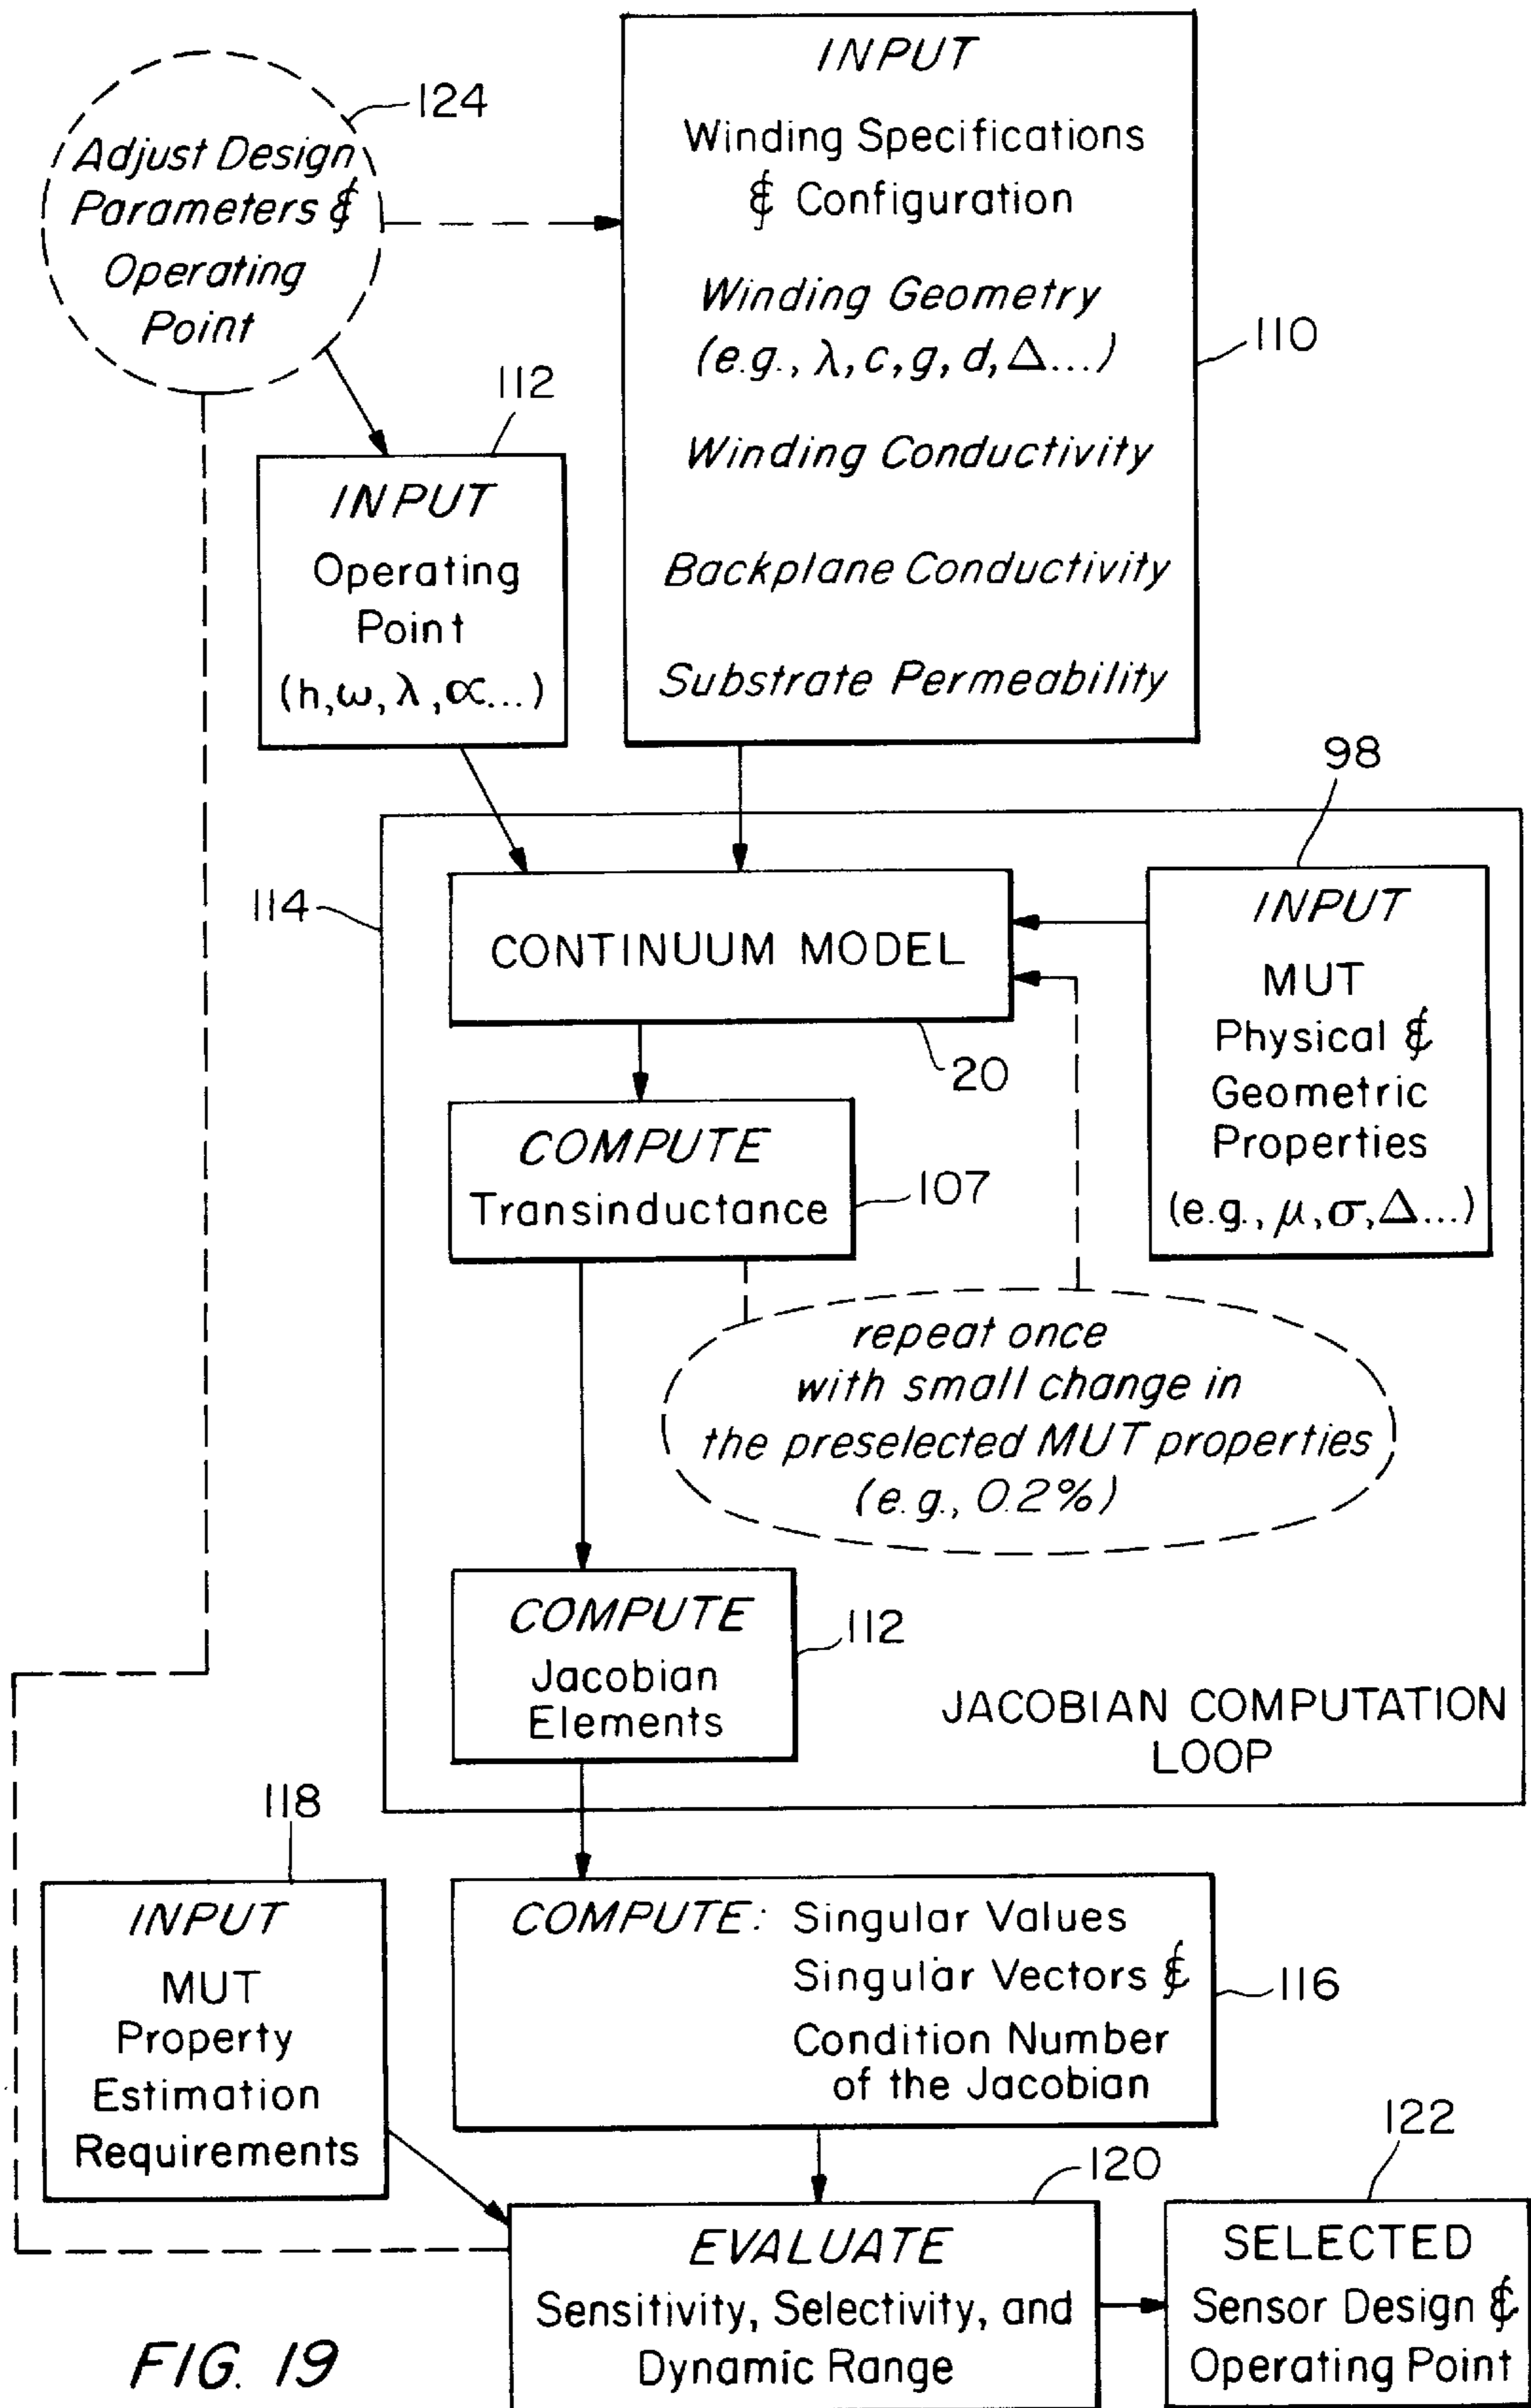 124
Adjust Design
Parameters &
Operating
Point
INPUT
Winding Specifications
& Configuration
Winding Geometry
(e.g., λ, c, g, d, Δ...)
Winding Conductivity
Backplane Conductivity
Substrate Permeability
110
112
INPUT
Operating
Point
(h, ω, λ, ∝...)
98
INPUT
MUT
Physical &
Geometric
Properties
(e.g., μ, σ, Δ...)
114
CONTINUUM MODEL
20
COMPUTE
Transinductance
107
repeat once
with small change in
the preselected MUT properties
(e.g., 0.2%)
COMPUTE
Jacobian
Elements
112
JACOBIAN COMPUTATION
LOOP
118
INPUT
MUT
Property
Estimation
Requirements
COMPUTE: Singular Values
Singular Vectors &
Condition Number
of the Jacobian
116
120
EVALUATE
Sensitivity, Selectivity, and
Dynamic Range
122
SELECTED
Sensor Design &
Operating Point
FIG. 19